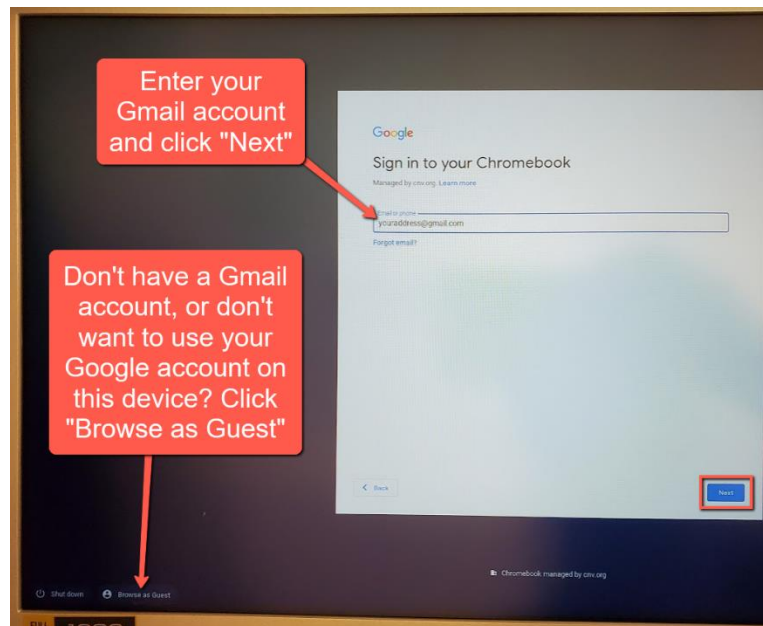 Enter your
Gmail account
and click "Next"
Google
Sign in to your Chromebook
Managed by cnv.org. Learn more
Email or phone
youraddress@gmail.com
Forgot email?
Don't have a Gmail
account, or don't
want to use your
Google account on
this device? Click
"Browse as Guest"
Back
Next
Chromebook managed by cnv.org
Shut down
Browse as Guest